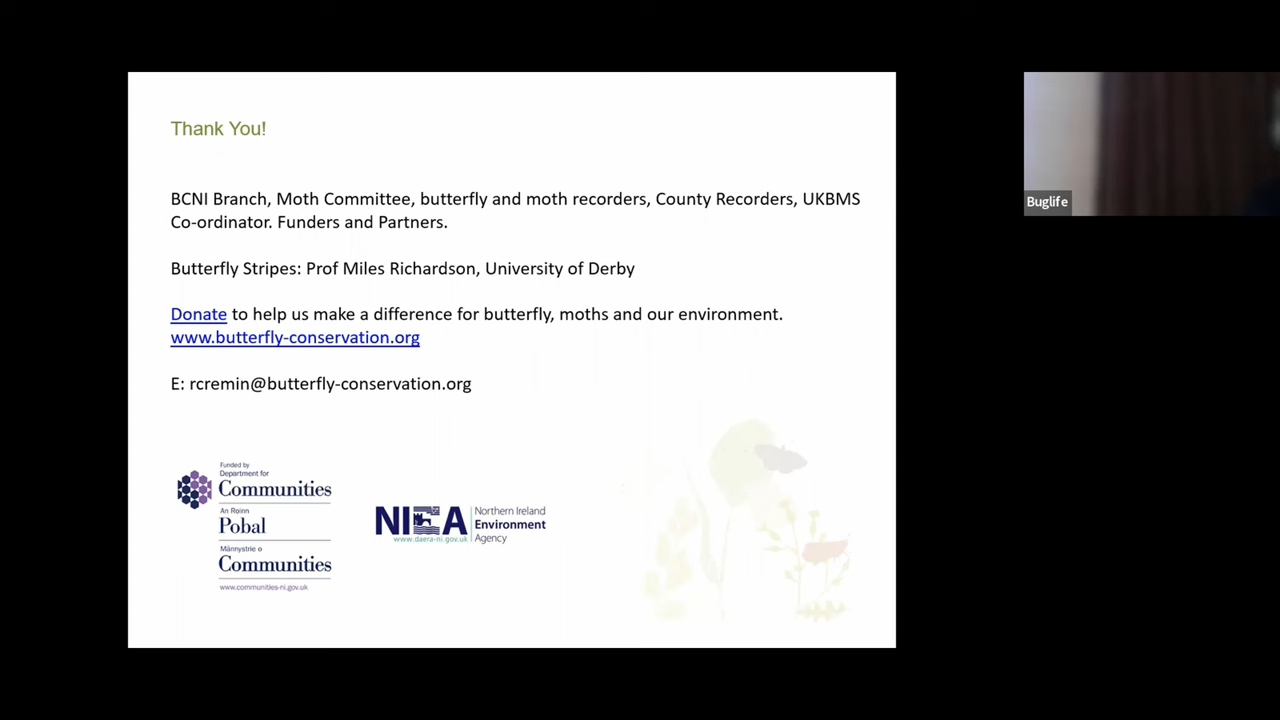 Thank You!
BCNI Branch, Moth Committee, butterfly and moth recorders, County Recorders, UKBMS
Co-ordinator. Funders and Partners.
Butterfly Stripes: Prof Miles Richardson, University of Derby
Donate to help us make a difference for butterfly, moths and our environment.
www.butterfly-conservation.org
E: rcremin@butterfly-conservation.org
Funded by
Department for
Communities
An Roinn
Pobal
Männystrie o
Communities
www.communities-ni.gov.uk
NIEA
www.daera-ni.gov.uk
Northern Ireland
Environment
Agency
Buglife